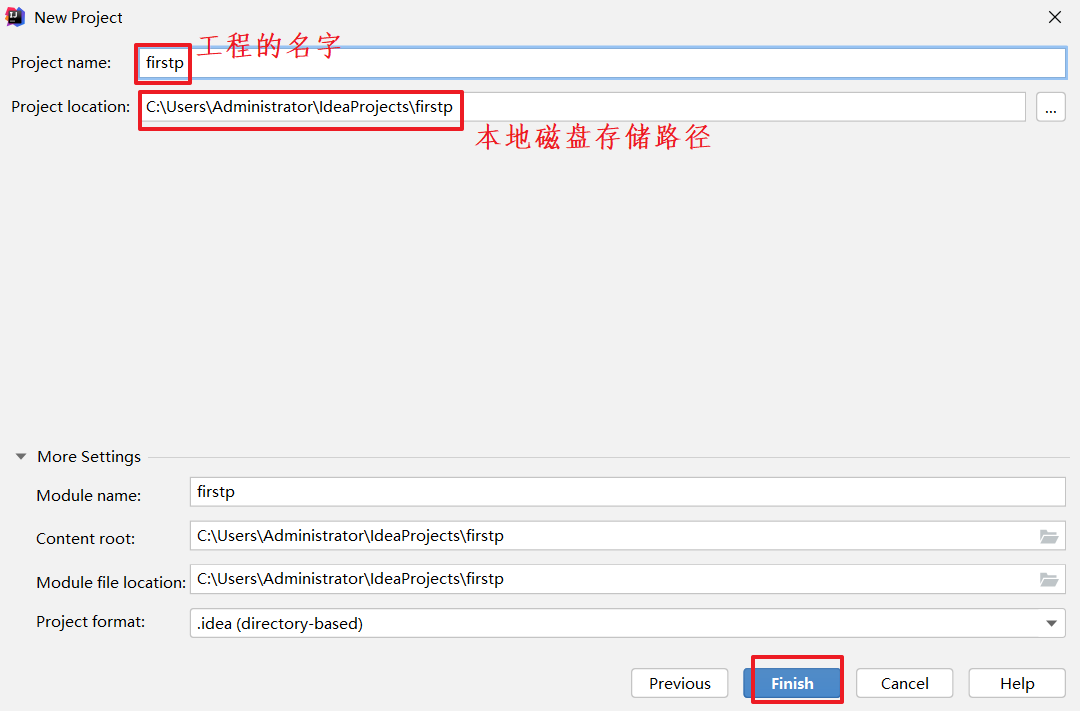 New Project
工程的名字
Project name: firstp
Project location: C:\Users\Administrator\IdeaProjects\firstp ...
本地磁盘存储路径
More Settings
Module name: firstp
Content root: C:\Users\Administrator\IdeaProjects\firstp
Module file location: C:\Users\Administrator\IdeaProjects\firstp
Project format: .idea (directory-based)
Previous Finish Cancel Help